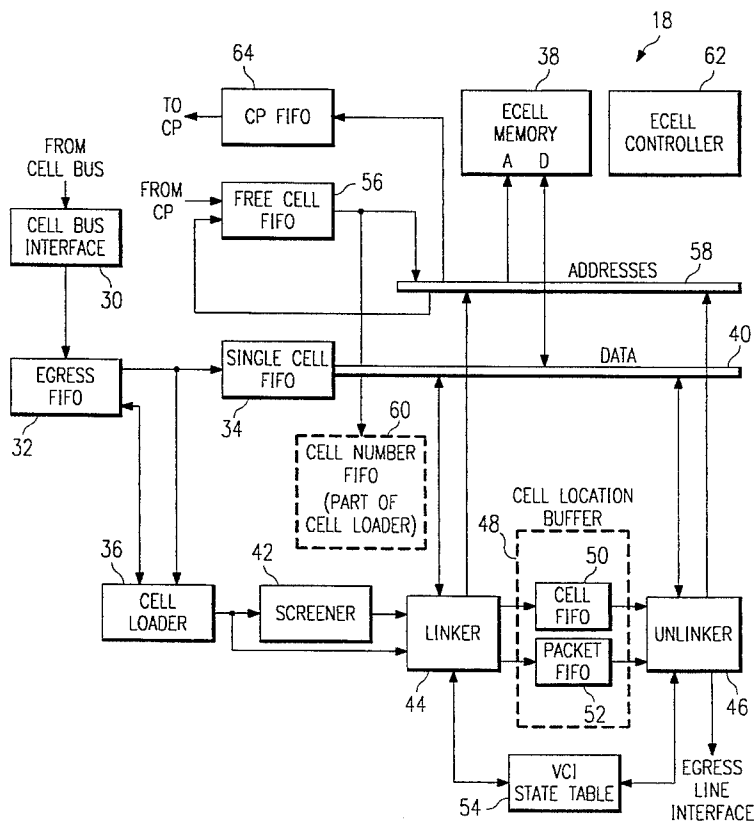 18
64
38
62
TO
CP
CP FIFO
ECELL
MEMORY
A D
ECELL
CONTROLLER
FROM
CELL BUS
FROM
CP
56
FREE CELL
FIFO
CELL BUS
INTERFACE
30
ADDRESSES
58
40
EGRESS
FIFO
32
SINGLE CELL
FIFO
34
DATA
60
CELL NUMBER
FIFO
(PART OF
CELL LOADER)
CELL LOCATION
BUFFER
48
36
CELL
LOADER
42
SCREENER
LINKER
44
50
CELL
FIFO
PACKET
FIFO
52
UNLINKER
46
VCI
STATE TABLE
54
EGRESS
LINE
INTERFACE